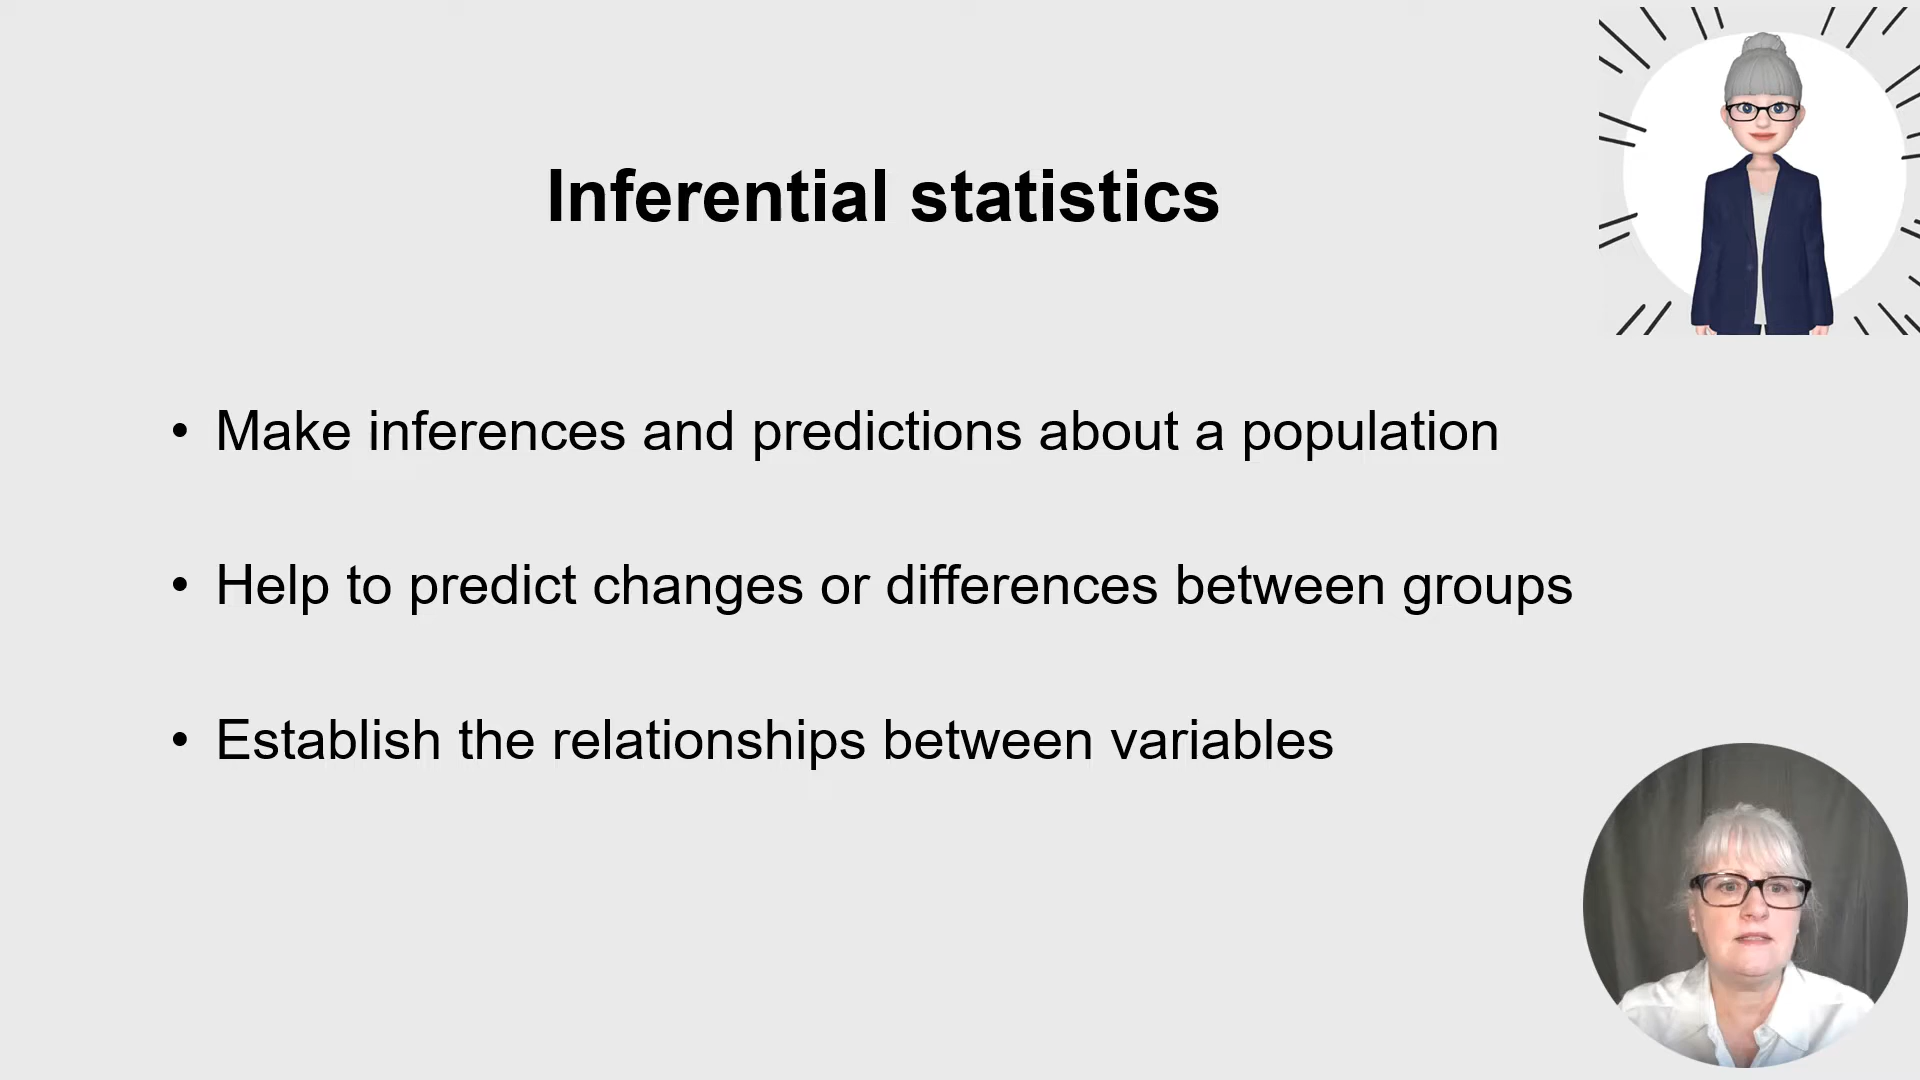 Inferential statistics
• Make inferences and predictions about a population
• Help to predict changes or differences between groups
• Establish the relationships between variables